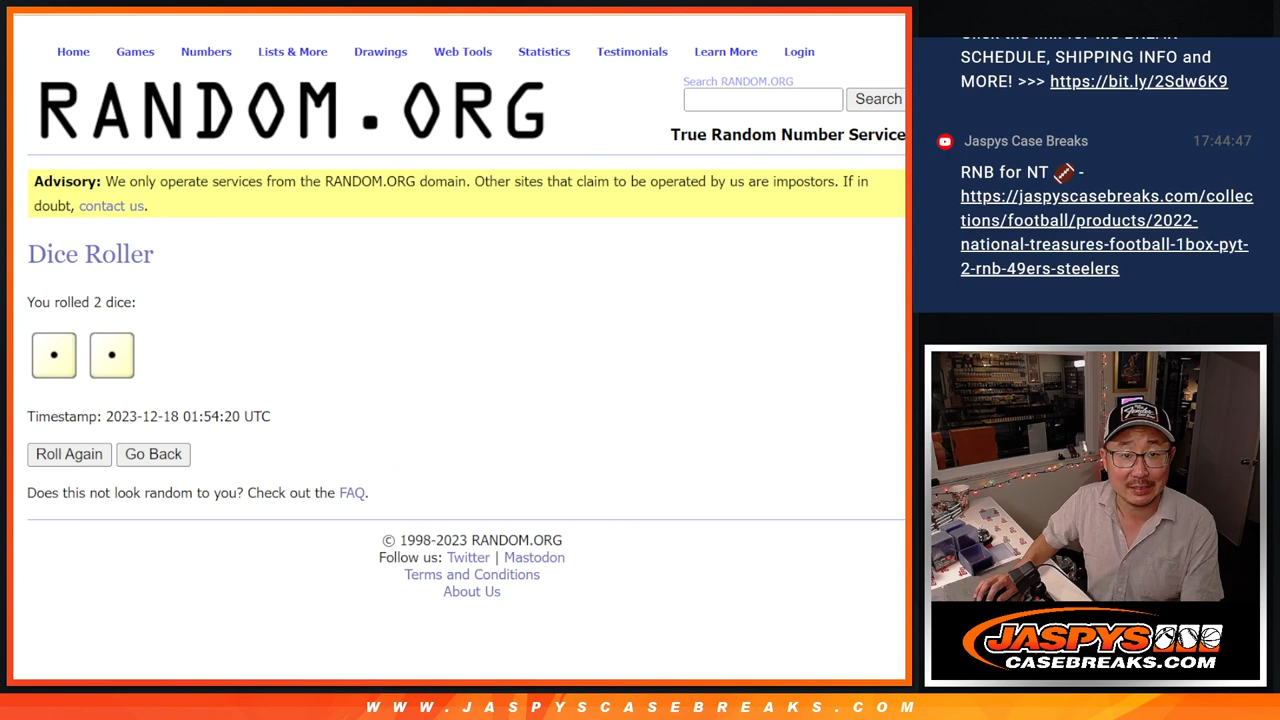 Home Games Numbers Lists & More Drawings Web Tools Statistics Testimonials Learn More Login
RANDOM.ORG
Search RANDOM.ORG
Search
True Random Number Service
Advisory: We only operate services from the RANDOM.ORG domain. Other sites that claim to be operated by us are impostors. If in
doubt, contact us.
Dice Roller
You rolled 2 dice:
Timestamp: 2023-12-18 01:54:20 UTC
Roll Again Go Back
Does this not look random to you? Check out the FAQ.
© 1998-2023 RANDOM.ORG
Follow us: Twitter | Mastodon
Terms and Conditions
About Us
SCHEDULE, SHIPPING INFO and
MORE! >>> https://bit.ly/2Sdw6K9
Jaspys Case Breaks 17:44:47
RNB for NT 🏈 -
https://jaspyscasebreaks.com/collec
tions/football/products/2022-
national-treasures-football-1box-pyt-
2-rnb-49ers-steelers
Fender
JASPYS
CASEBREAKS.COM
WWW.JASPYSCASEBREAKS.COM